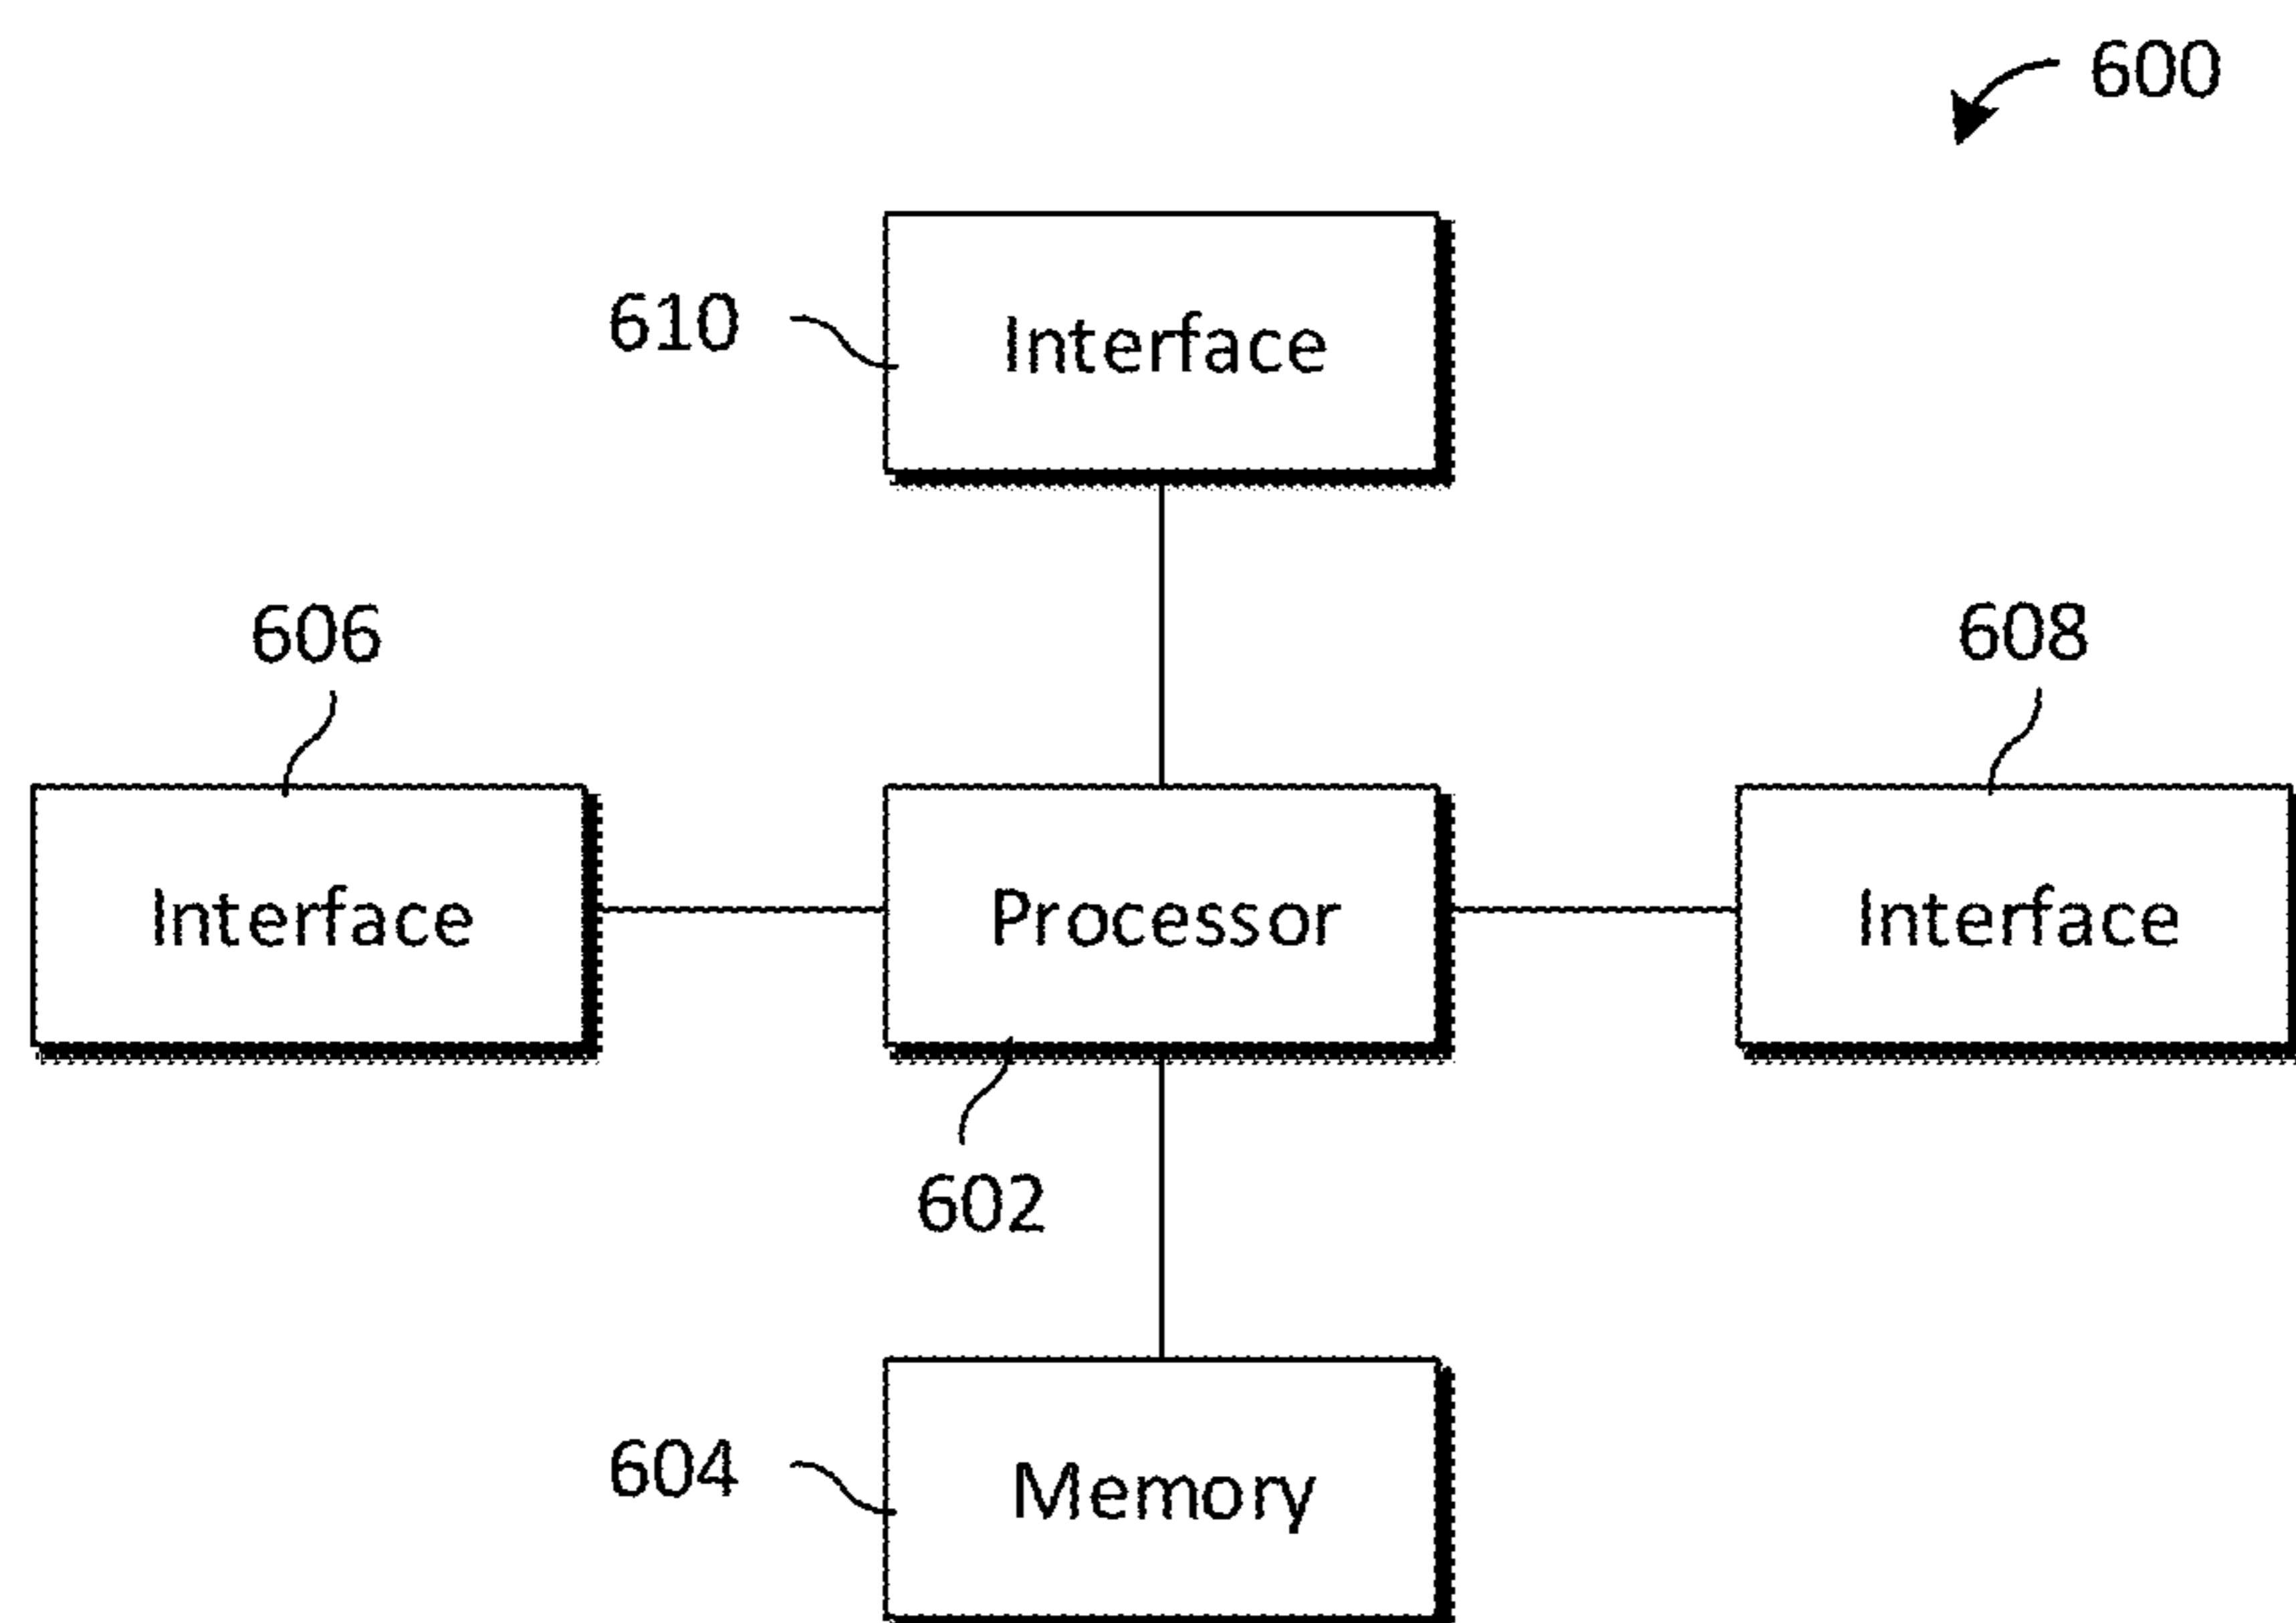 600
610
Interface
606
608
Interface
Processor
Interface
602
604
Memory